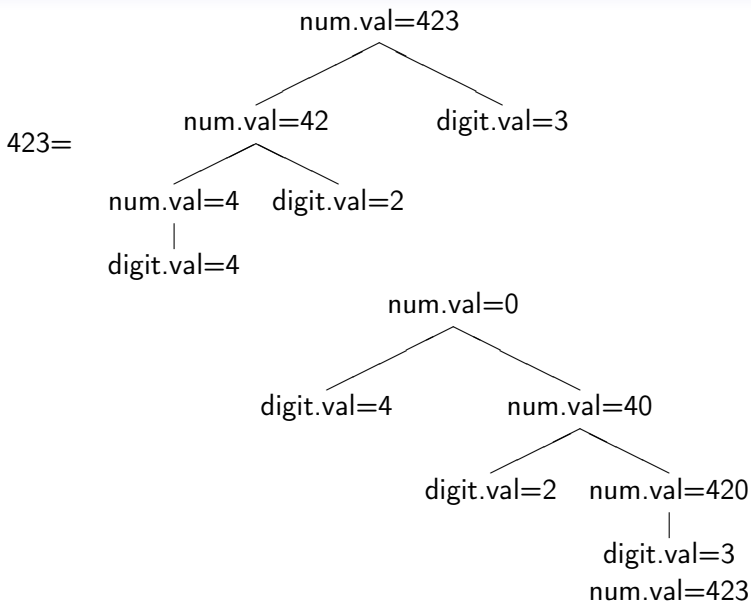 num.val=423
num.val=42 digit.val=3
423=
num.val=4 digit.val=2
digit.val=4
num.val=0
digit.val=4 num.val=40
digit.val=2 num.val=420
digit.val=3
num.val=423